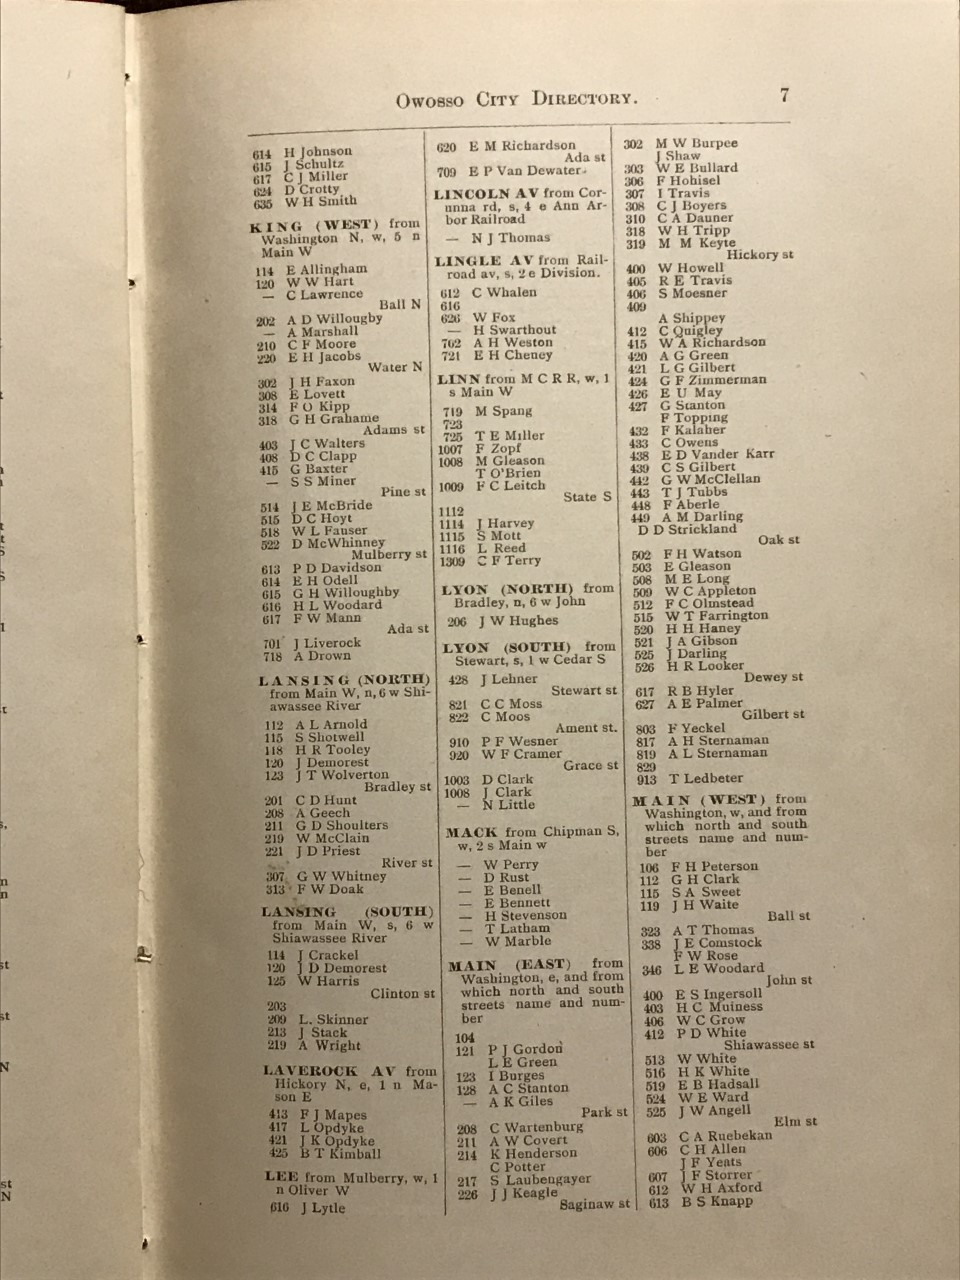 Owosso City Directory.
7
614 H Johnson
615 J Schultz
617 C J Miller
624 D Crotty
635 W H Smith
KING (WEST) from
Washington N, w, 5 n
Main W
114 E Allingham
120 W W Hart
— C Lawrence
Ball N
202 A D Willougby
— A Marshall
210 C F Moore
220 E H Jacobs
Water N
302 J H Faxon
308 E Lovett
314 F O Kipp
318 G H Grahame
Adams st
403 J C Walters
408 D C Clapp
415 G Baxter
— S S Miner
Pine st
514 J E McBride
515 D C Hoyt
518 W L Fauser
522 D McWhinney
Mulberry st
613 P D Davidson
614 E H Odell
615 G H Willoughby
616 H L Woodard
617 F W Mann
Ada st
701 J Liverock
718 A Drown
LANSING (NORTH)
from Main W, n, 6 w Shi-
awassee River
112 A L Arnold
115 S Shotwell
118 H R Tooley
120 J Demorest
123 J T Wolverton
Bradley st
201 C D Hunt
208 A Geech
211 G D Shoulters
219 W McClain
221 J D Priest
River st
307 G W Whitney
313 F W Doak
LANSING (SOUTH)
from Main W, s, 6 w
Shiawassee River
114 J Crackel
120 J D Demorest
125 W Harris
Clinton st
203
209 L. Skinner
213 J Stack
219 A Wright
LAVEROCK AV from
Hickory N, e, 1 n Ma-
son E
413 F J Mapes
417 L Opdyke
421 J K Opdyke
425 B T Kimball
LEE from Mulberry, w, 1
n Oliver W
616 J Lytle
620 E M Richardson
Ada st
709 E P Van Dewater
LINCOLN AV from Cor-
unna rd, s, 4 e Ann Ar-
bor Railroad
— N J Thomas
LINGLE AV from Rail-
road av, s, 2 e Division.
612 C Whalen
616
626 W Fox
— H Swarthout
702 A H Weston
721 E H Cheney
LINN from M C R R, w, 1
s Main W
719 M Spang
723
725 T E Miller
1007 F Zopf
1008 M Gleason
T O'Brien
1009 F C Leitch
State S
1112
1114 J Harvey
1115 S Mott
1116 L Reed
1309 C F Terry
LYON (NORTH) from
Bradley, n, 6 w John
206 J W Hughes
LYON (SOUTH) from
Stewart, s, 1 w Cedar S
428 J Lehner
Stewart st
821 C C Moss
822 C Moos
Ament st.
910 P F Wesner
920 W F Cramer
Grace st
1003 D Clark
1008 J Clark
— N Little
MACK from Chipman S,
w, 2 s Main w
— W Perry
— D Rust
— E Benell
— E Bennett
— H Stevenson
— T Latham
— W Marble
MAIN (EAST) from
Washington, e, and from
which north and south
streets name and num-
ber
104
121 P J Gordon
L E Green
123 I Burges
128 A C Stanton
— A K Giles
Park st
208 C Wartenburg
211 A W Covert
214 K Henderson
C Potter
217 S Laubengayer
226 J J Keagle
Saginaw st
302 M W Burpee
J Shaw
303 W E Bullard
306 F Hobisel
307 I Travis
308 C J Boyers
310 C A Dauner
318 W H Tripp
319 M M Keyte
Hickory st
400 W Howell
405 R E Travis
406 S Moesner
409
A Shippey
412 C Quigley
415 W A Richardson
420 A G Green
421 L G Gilbert
424 G F Zimmerman
426 E U May
427 G Stanton
F Topping
432 F Kalaher
433 C Owens
438 E D Vander Karr
439 C S Gilbert
442 G W McClellan
443 T J Tubbs
448 F Aberle
449 A M Darling
D D Strickland
Oak st
502 F H Watson
503 E Gleason
508 M E Long
509 W C Appleton
512 F C Olmstead
515 W T Farrington
520 H H Haney
521 J A Gibson
525 J Darling
526 H R Looker
Dewey st
617 R B Hyler
627 A E Palmer
Gilbert st
803 F Yeckel
817 A H Sternaman
819 A L Sternaman
829
913 T Ledbeter
MAIN (WEST) from
Washington, w, and from
which north and south
streets name and num-
ber
106 F H Peterson
112 G H Clark
115 S A Sweet
119 J H Waite
Ball st
323 A T Thomas
338 J E Comstock
F W Rose
346 L E Woodard
John st
400 E S Ingersoll
403 H C Muiness
406 W C Grow
412 P D White
Shiawassee st
513 W White
516 H K White
519 E B Hadsall
524 W E Ward
525 J W Angell
Elm st
603 C A Ruebekan
606 C H Allen
J F Yeats
607 J F Storrer
612 W H Axford
613 B S Knapp